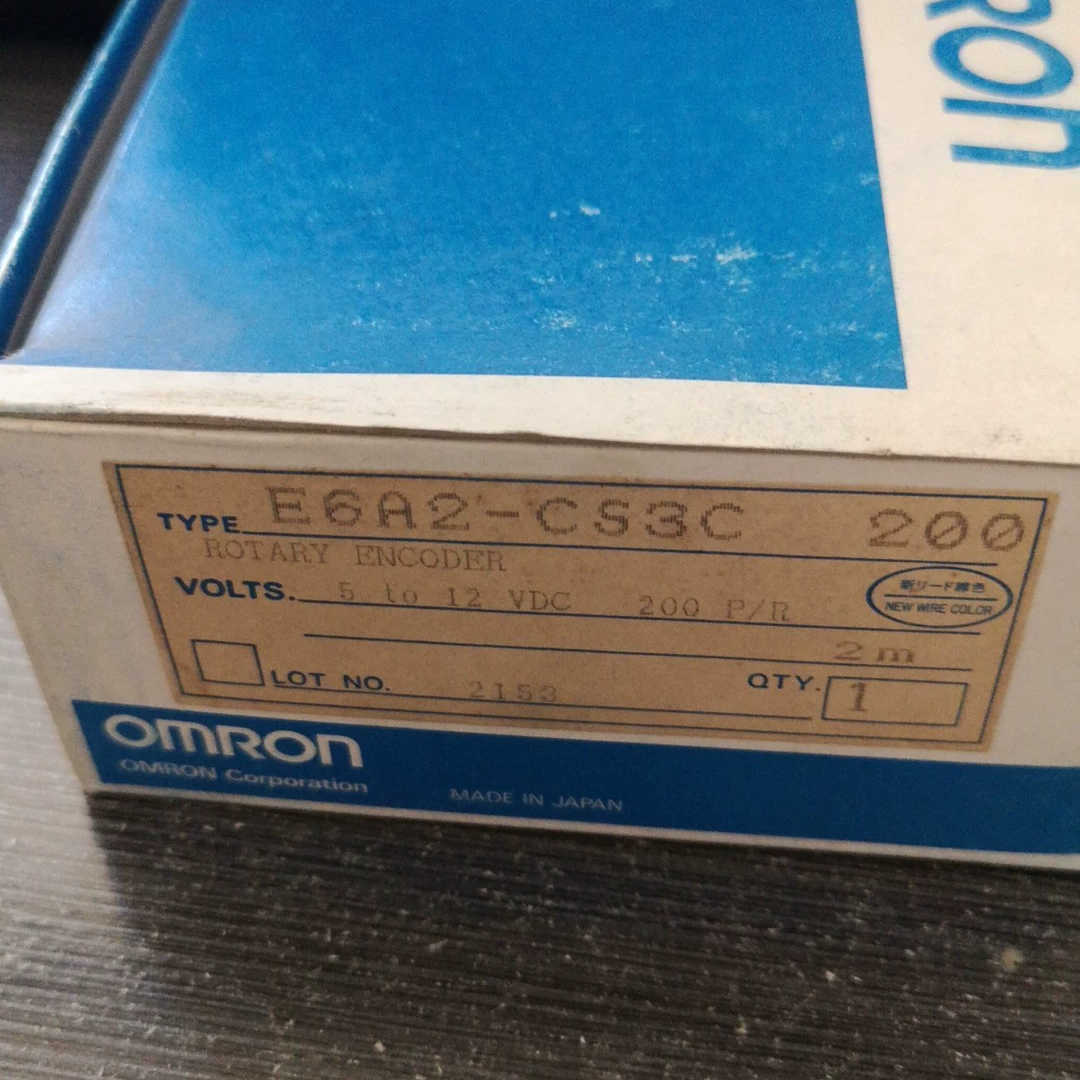 ron
TYPE E6A2-CS3C 200
ROTARY ENCODER
VOLTS. 5 to 12 VDC 200 P/R
新リード線色
NEW WIRE COLOR
2m
LOT NO. 2153
QTY. 1
OMRON
OMRON Corporation
MADE IN JAPAN